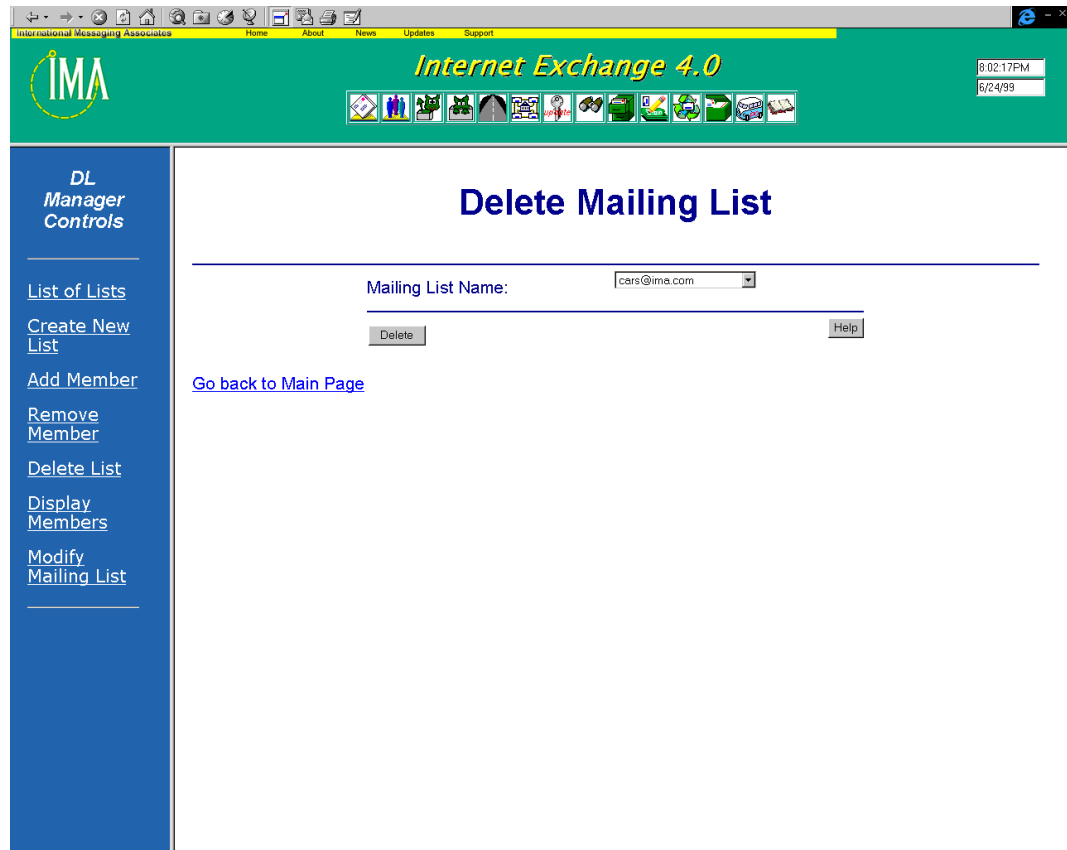 International Messaging Associates Home About News Updates Support
IMA
Internet Exchange 4.0
8:02:17PM
6/24/99
update
DL
Manager
Controls
List of Lists
Create New
List
Add Member
Remove
Member
Delete List
Display
Members
Modify
Mailing List
Delete Mailing List
Mailing List Name: cars@ima.com
Delete Help
Go back to Main Page